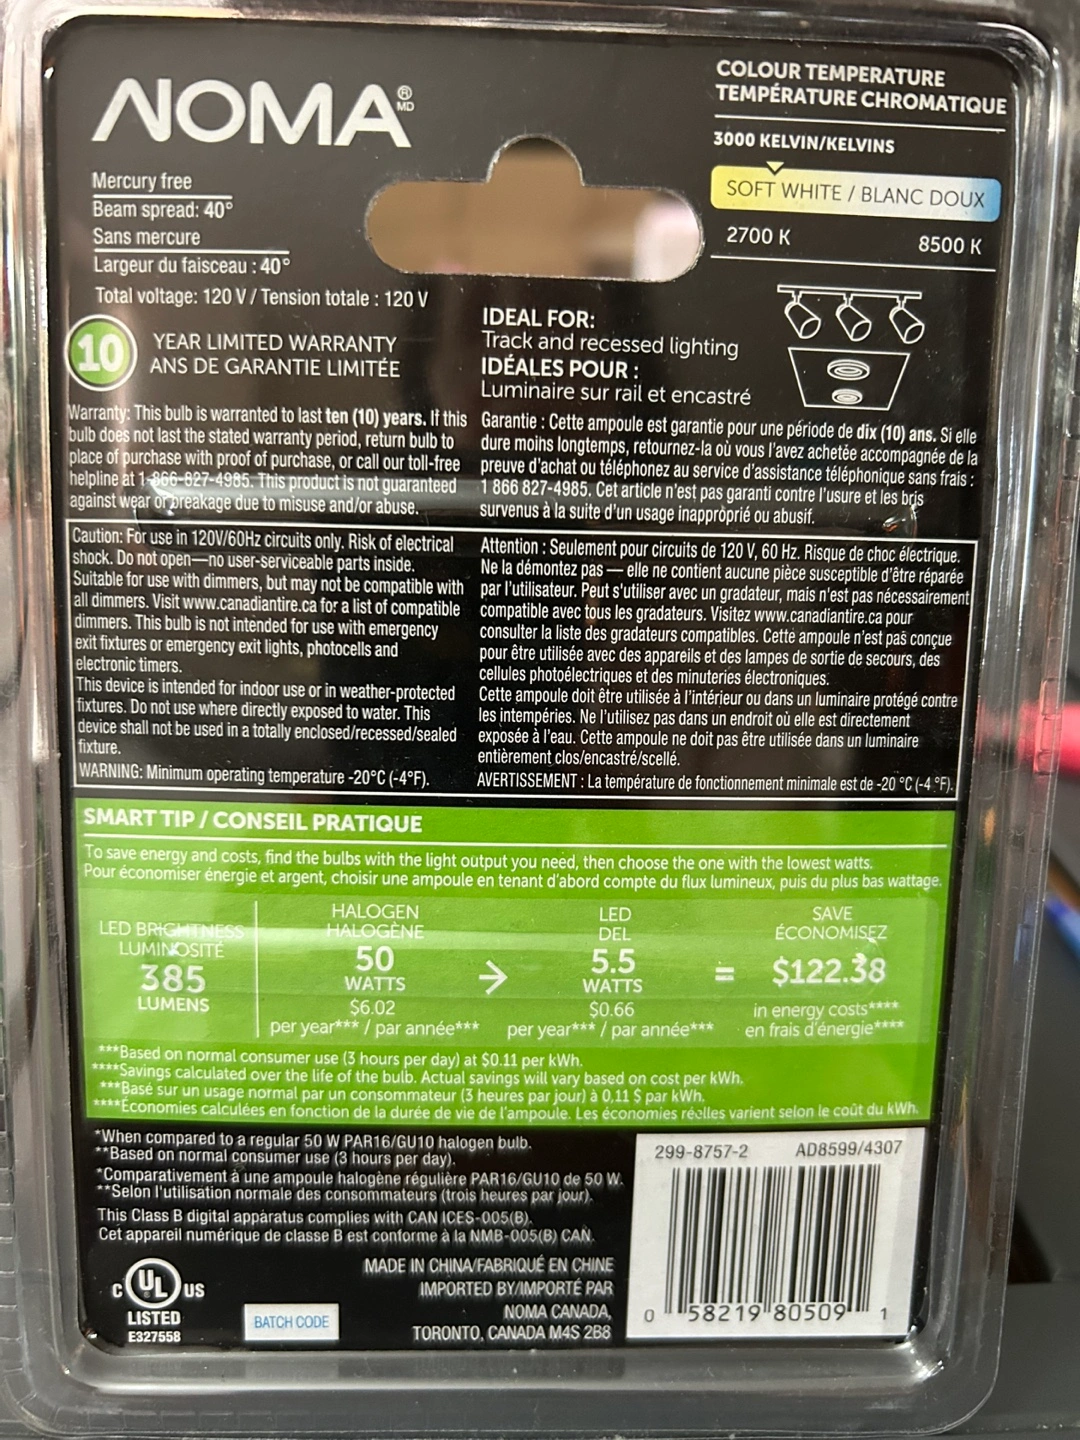 NOMA®
MD
COLOUR TEMPERATURE
TEMPÉRATURE CHROMATIQUE
3000 KELVIN/KELVINS
SOFT WHITE / BLANC DOUX
2700 K 8500 K
Mercury free
Beam spread: 40°
Sans mercure
Largeur du faisceau : 40°
Total voltage: 120 V / Tension totale : 120 V
10 YEAR LIMITED WARRANTY
ANS DE GARANTIE LIMITÉE
IDEAL FOR:
Track and recessed lighting
IDÉALES POUR :
Luminaire sur rail et encastré
Warranty: This bulb is warranted to last ten (10) years. If this
bulb does not last the stated warranty period, return bulb to
place of purchase with proof of purchase, or call our toll-free
helpline at 1-866-827-4985. This product is not guaranteed
against wear or breakage due to misuse and/or abuse.
Garantie : Cette ampoule est garantie pour une période de dix (10) ans. Si elle
dure moins longtemps, retournez-la où vous l'avez achetée accompagnée de la
preuve d'achat ou téléphonez au service d'assistance téléphonique sans frais :
1 866 827-4985. Cet article n'est pas garanti contre l'usure et les bris
survenus à la suite d'un usage inapproprié ou abusif.
Caution: For use in 120V/60Hz circuits only. Risk of electrical
shock. Do not open—no user-serviceable parts inside.
Suitable for use with dimmers, but may not be compatible with
all dimmers. Visit www.canadiantire.ca for a list of compatible
dimmers. This bulb is not intended for use with emergency
exit fixtures or emergency exit lights, photocells and
electronic timers.
This device is intended for indoor use or in weather-protected
fixtures. Do not use where directly exposed to water. This
device shall not be used in a totally enclosed/recessed/sealed
fixture.
WARNING: Minimum operating temperature -20°C (-4°F).
Attention : Seulement pour circuits de 120 V, 60 Hz. Risque de choc électrique.
Ne la démontez pas — elle ne contient aucune pièce susceptible d'être réparée
par l'utilisateur. Peut s'utiliser avec un gradateur, mais n'est pas nécessairement
compatible avec tous les gradateurs. Visitez www.canadiantire.ca pour
consulter la liste des gradateurs compatibles. Cette ampoule n'est pas conçue
pour être utilisée avec des appareils et des lampes de sortie de secours, des
cellules photoélectriques et des minuteries électroniques.
Cette ampoule doit être utilisée à l'intérieur ou dans un luminaire protégé contre
les intempéries. Ne l'utilisez pas dans un endroit où elle est directement
exposée à l'eau. Cette ampoule ne doit pas être utilisée dans un luminaire
entièrement clos/encastré/scellé.
AVERTISSEMENT : La température de fonctionnement minimale est de -20 °C (-4 °F).
SMART TIP / CONSEIL PRATIQUE
To save energy and costs, find the bulbs with the light output you need, then choose the one with the lowest watts.
Pour économiser énergie et argent, choisir une ampoule en tenant d'abord compte du flux lumineux, puis du plus bas wattage.
LED BRIGHTNESS
LUMINOSITÉ
385
LUMENS
HALOGEN
HALOGÈNE
50
WATTS
$6.02
per year*** / par année***
→
LED
DEL
5.5
WATTS
$0.66
per year*** / par année***
=
SAVE
ÉCONOMISEZ
$122.38
in energy costs****
en frais d'énergie****
***Based on normal consumer use (3 hours per day) at $0.11 per kWh.
****Savings calculated over the life of the bulb. Actual savings will vary based on cost per kWh.
***Basé sur un usage normal par un consommateur (3 heures par jour) à 0,11 $ par kWh.
****Économies calculées en fonction de la durée de vie de l'ampoule. Les économies réelles varient selon le coût du kWh.
*When compared to a regular 50 W PAR16/GU10 halogen bulb.
**Based on normal consumer use (3 hours per day).
*Comparativement à une ampoule halogène régulière PAR16/GU10 de 50 W.
**Selon l'utilisation normale des consommateurs (trois heures par jour).
This Class B digital apparatus complies with CAN ICES-005(B).
Cet appareil numérique de classe B est conforme à la NMB-005(B) CAN.
C UL US
LISTED
E327558
BATCH CODE
MADE IN CHINA/FABRIQUÉ EN CHINE
IMPORTED BY/IMPORTÉ PAR
NOMA CANADA,
TORONTO, CANADA M4S 2B8
299-8757-2 AD8599/4307
0 58219 80509 1